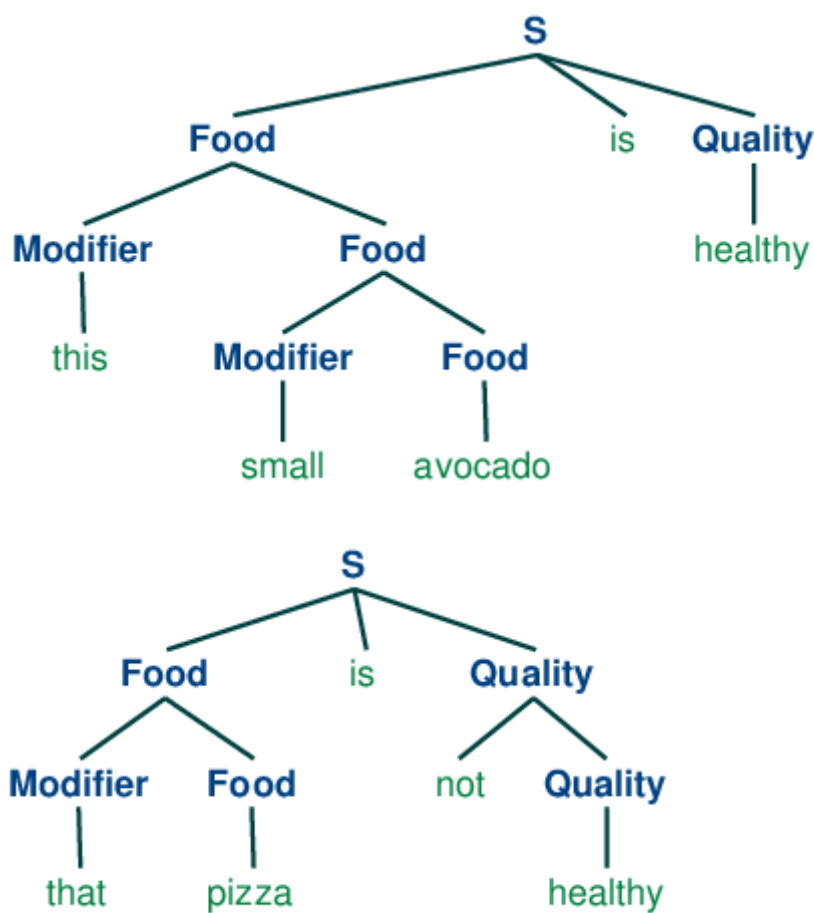 S
Food is Quality
Modifier Food healthy
this Modifier Food
small avocado
S
Food is Quality
Modifier Food not Quality
that pizza healthy